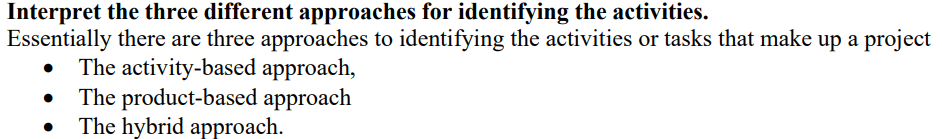 Interpret the three different approaches for identifying the activities.
Essentially there are three approaches to identifying the activities or tasks that make up a project
• The activity-based approach,
• The product-based approach
• The hybrid approach.